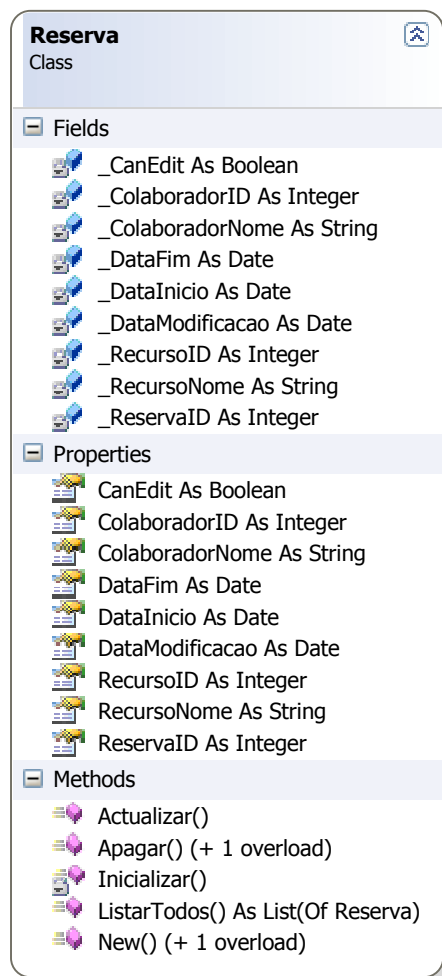 Reserva
Class
Fields
_CanEdit As Boolean
_ColaboradorID As Integer
_ColaboradorNome As String
_DataFim As Date
_DataInicio As Date
_DataModificacao As Date
_RecursoID As Integer
_RecursoNome As String
_ReservaID As Integer
Properties
CanEdit As Boolean
ColaboradorID As Integer
ColaboradorNome As String
DataFim As Date
DataInicio As Date
DataModificacao As Date
RecursoID As Integer
RecursoNome As String
ReservaID As Integer
Methods
Actualizar()
Apagar() (+ 1 overload)
Inicializar()
ListarTodos() As List(Of Reserva)
New() (+ 1 overload)